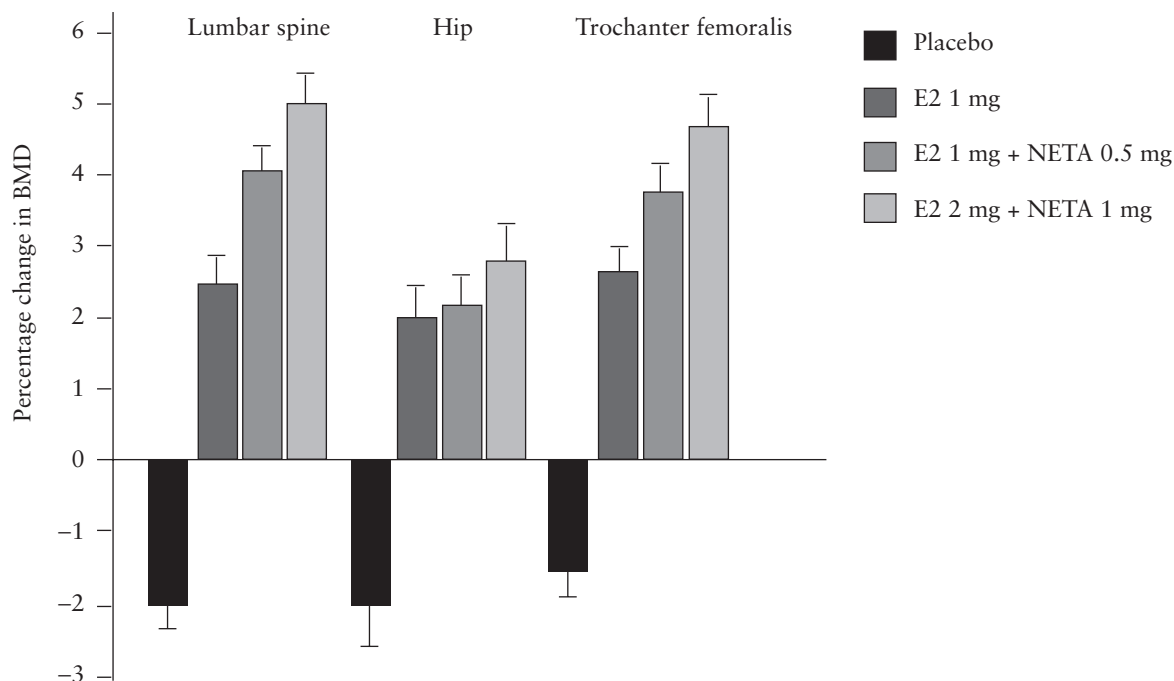 Lumbar spine
Hip
Trochanter femoralis
Placebo
E2 1 mg
E2 1 mg + NETA 0.5 mg
E2 2 mg + NETA 1 mg
Percentage change in BMD
6
5
4
3
2
1
0
–1
–2
–3